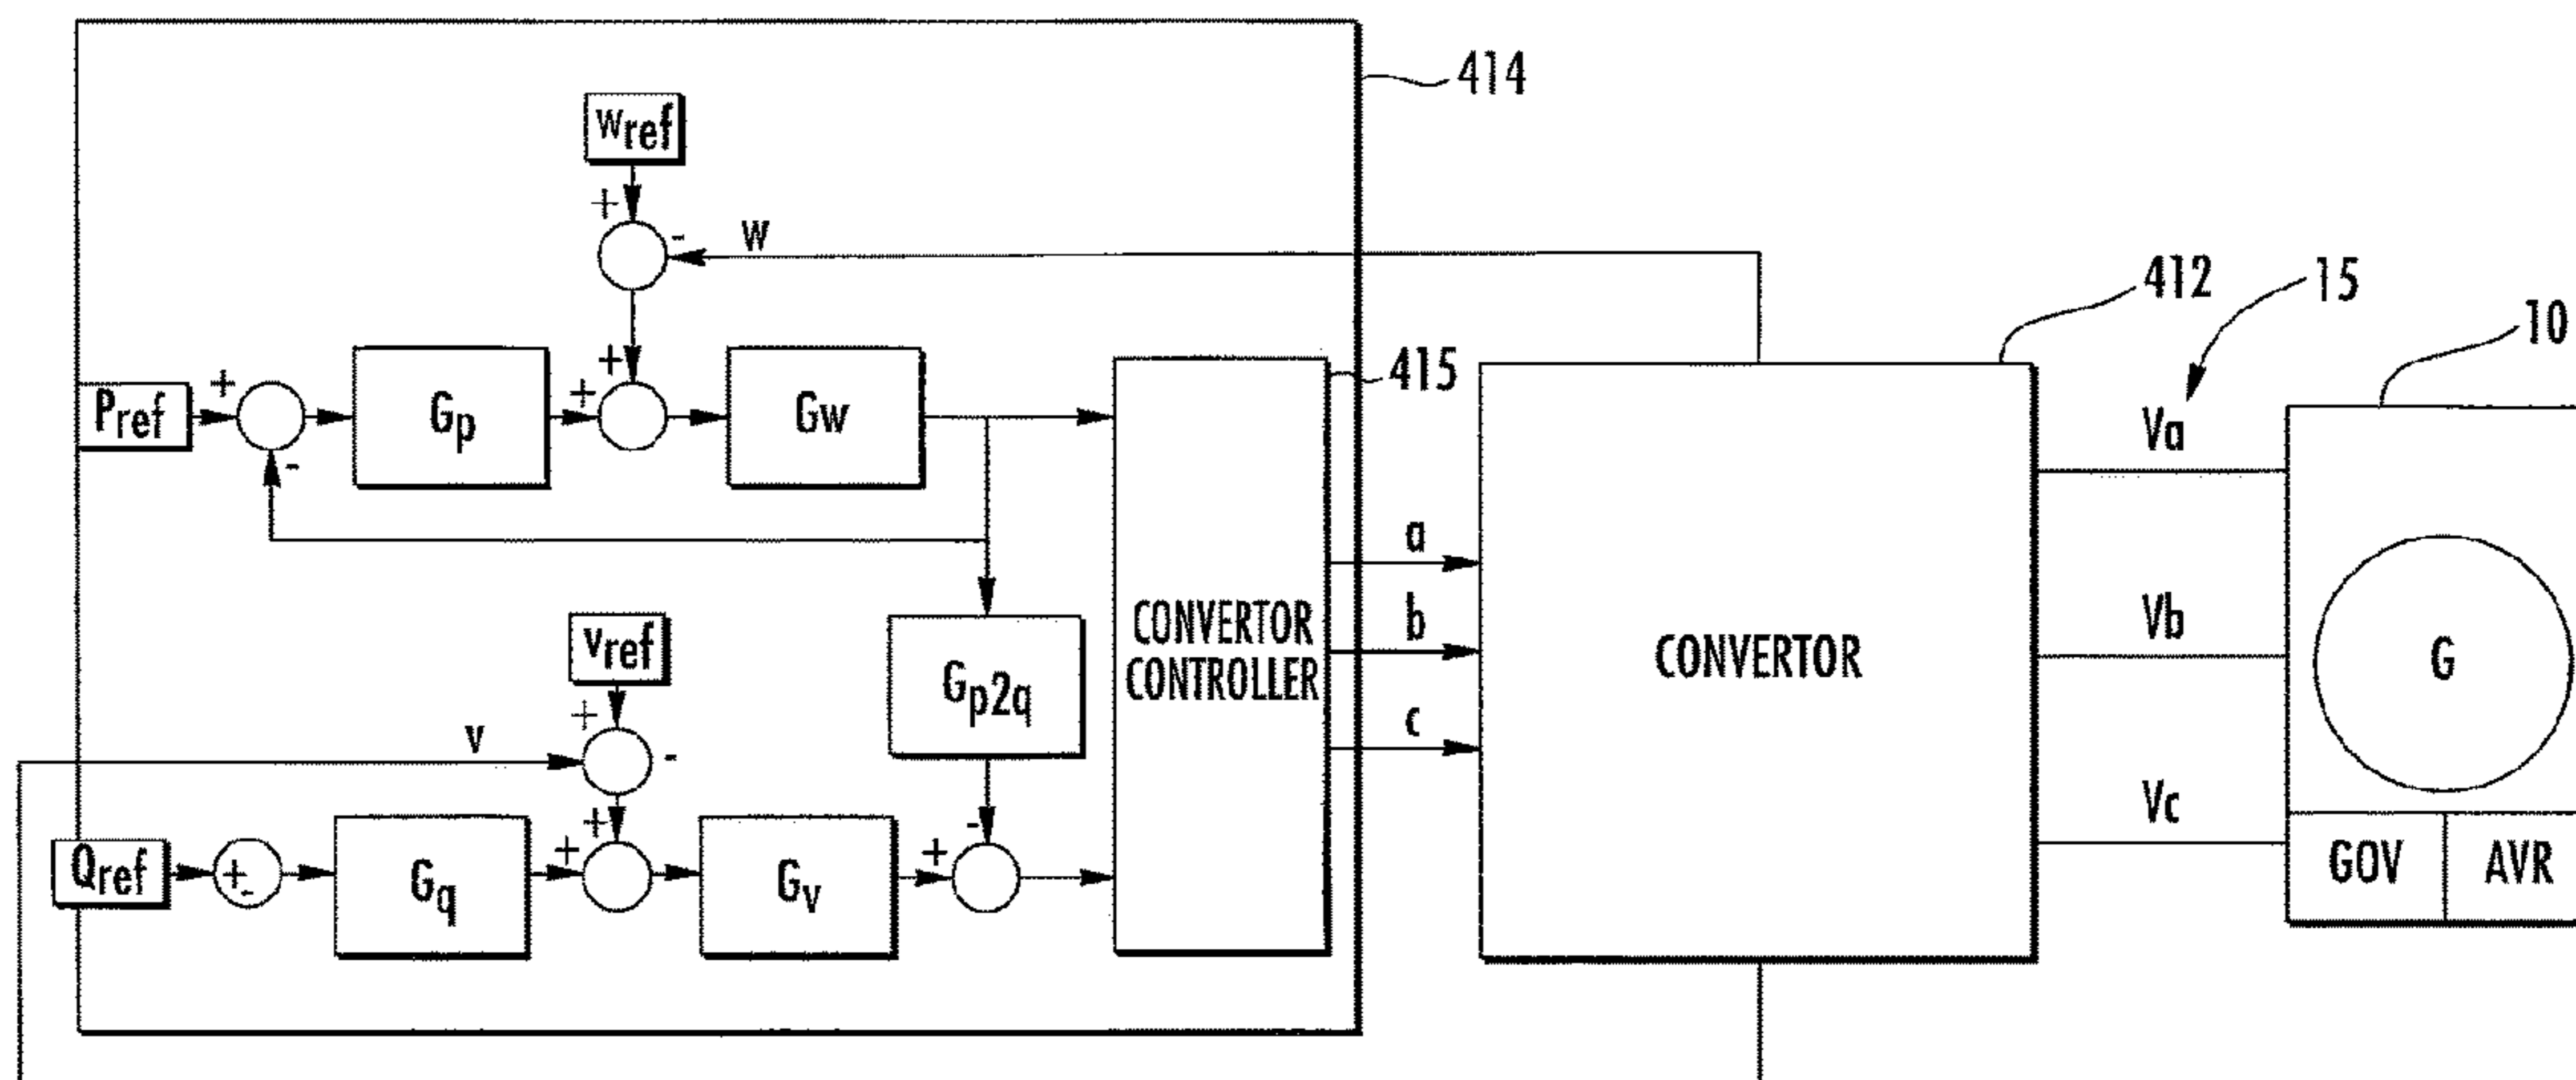 414
wref
+
-
w
412
15
10
+
+
+
415
Pref
Gp
Gw
Va
-
a
CONVERTOR
CONTROLLER
b
vref
Gp2q
CONVERTOR
Vb
G
+
v
-
c
+
-
Vc
+
+
Qref
+
-
Gq
Gv
GOV
AVR